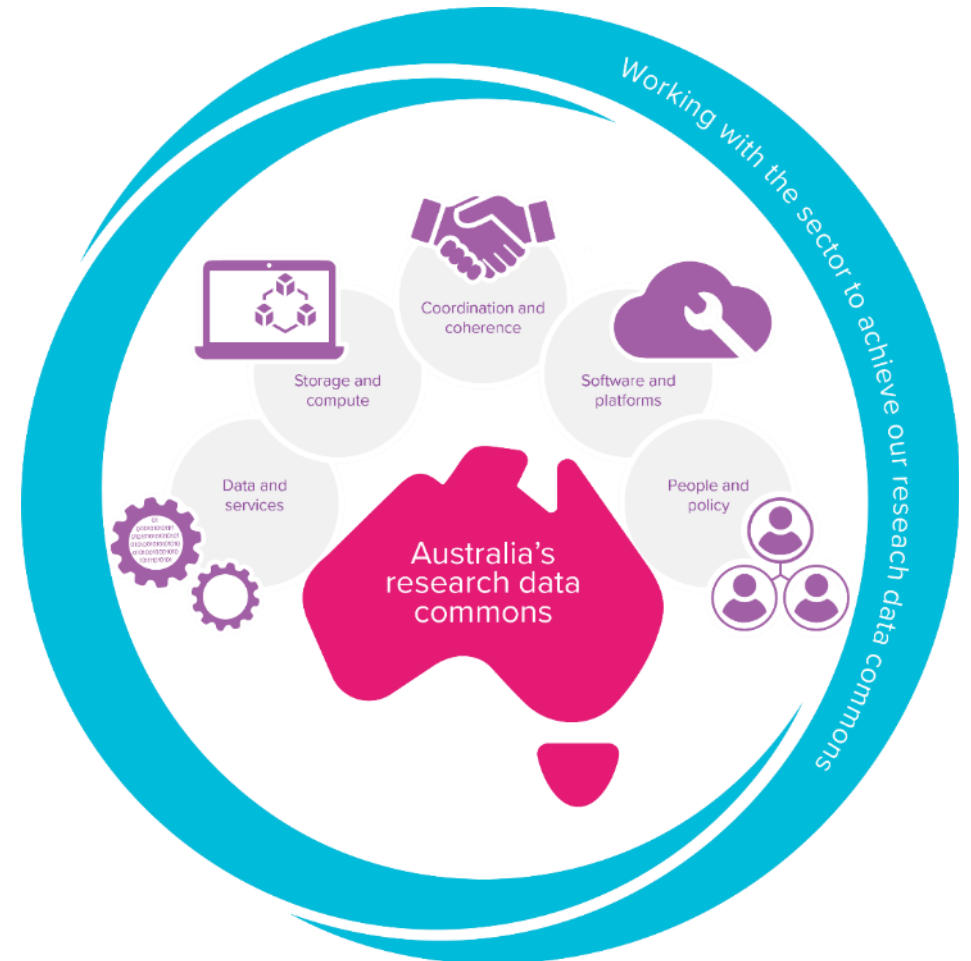 Working with the sector to achieve our reseach data commons
Coordination and
coherence
Storage and
compute
Software and
platforms
Data and
services
People and
policy
Australia's
research data
commons